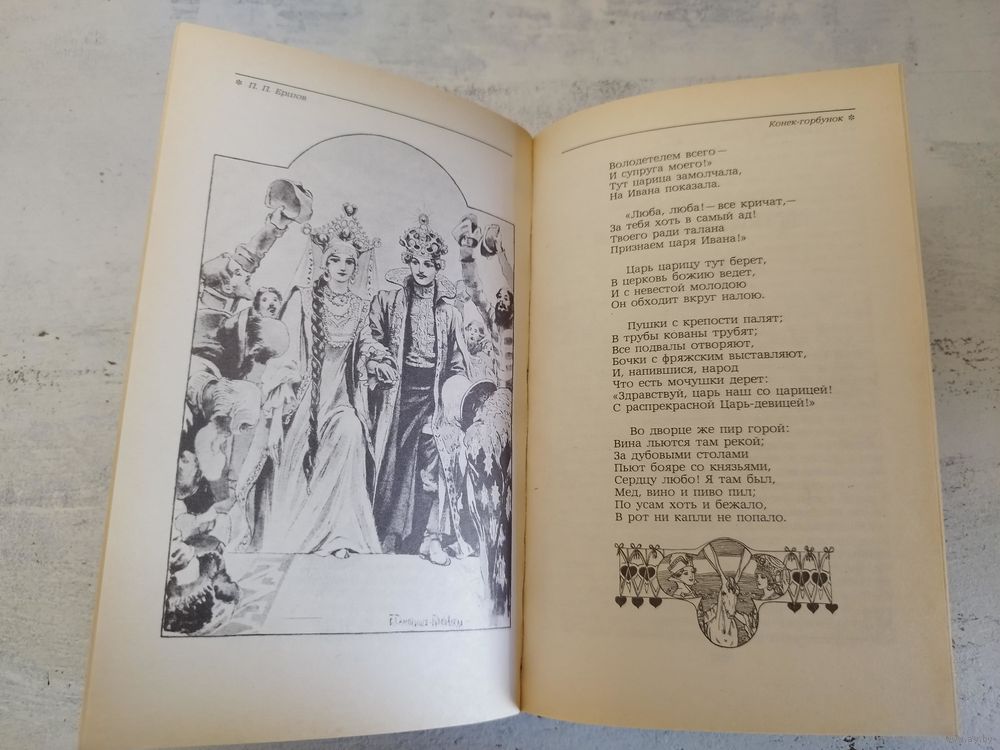 * П. П. Ершов
Конек-горбунок *
Володетелем всего —
И супруга моего!»
Тут царица замолчала,
На Ивана показала.
«Люба, люба! — все кричат,—
За тебя хоть в самый ад!
Твоего ради талана
Признаем царя Ивана!»
Царь царицу тут берет,
В церковь божию ведет,
И с невестой молодою
Он обходит вкруг налою.
Пушки с крепости палят;
В трубы кованы трубят;
Все подвалы отворяют,
Бочки с фряжским выставляют,
И, напившися, народ
Что есть мочушки дерет:
«Здравствуй, царь наш со царицей!
С распрекрасной Царь-девицей!»
Во дворце же пир горой:
Вина льются там рекой;
За дубовыми столами
Пьют бояре со князьями,
Сердцу любо! Я там был,
Мед, вино и пиво пил;
По усам хоть и бежало,
В рот ни капли не попало.